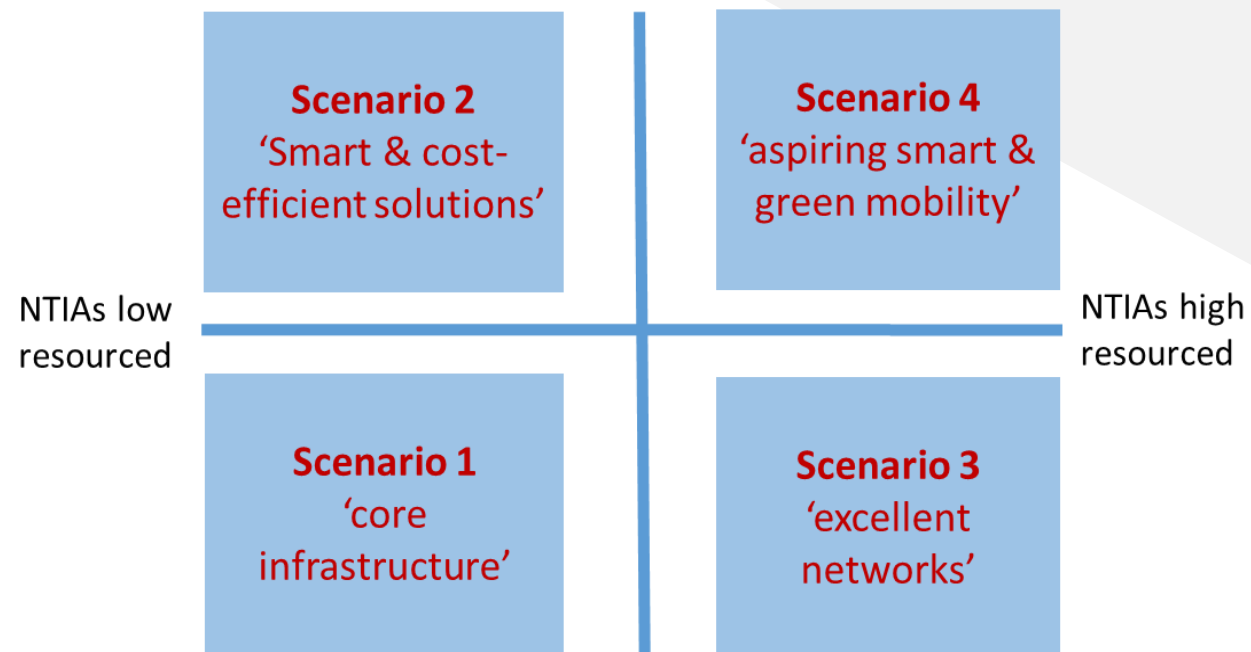 Scenario 2
‘Smart & cost-
efficient solutions’
Scenario 4
‘aspiring smart &
green mobility’
NTIAs low
resourced
NTIAs high
resourced
Scenario 1
‘core
infrastructure’
Scenario 3
‘excellent
networks’